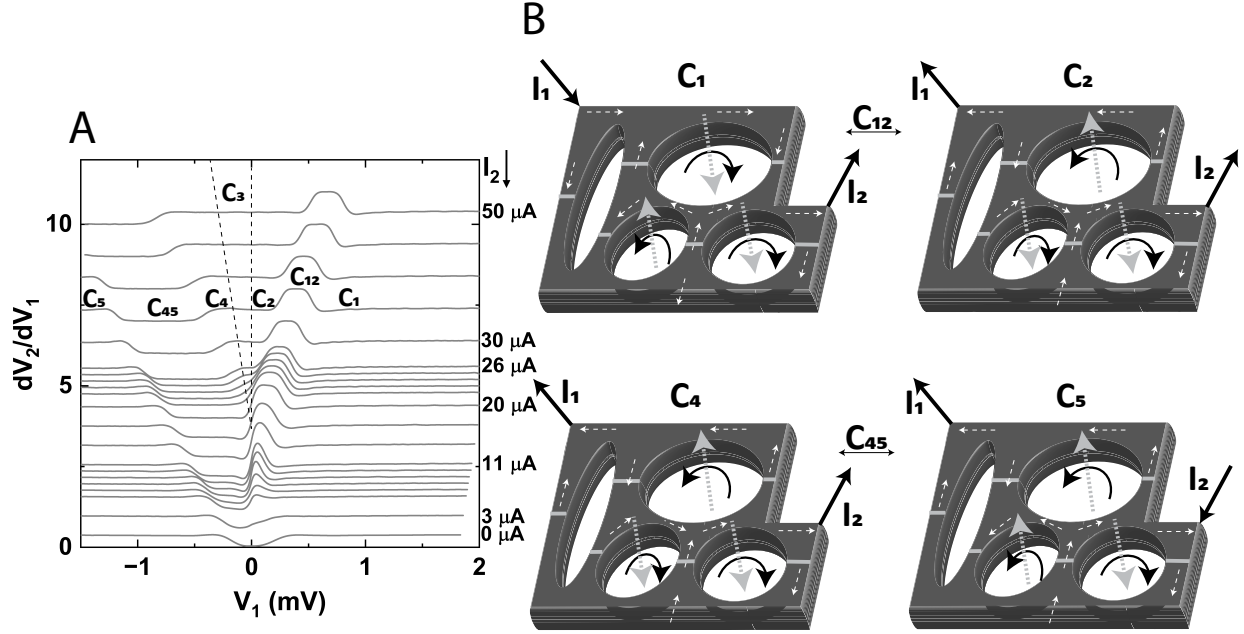 A
B
dV₂/dV₁
10
5
0
−1
0
1
2
V₁ (mV)
I₂
50 μA
30 μA
26 μA
20 μA
11 μA
3 μA
0 μA
C₃
C₅
C₄₅
C₄
C₂
C₁₂
C₁
I₁
C₁
I₂
C₁₂
I₁
C₂
I₂
I₁
C₄
I₂
C₄₅
I₁
C₅
I₂